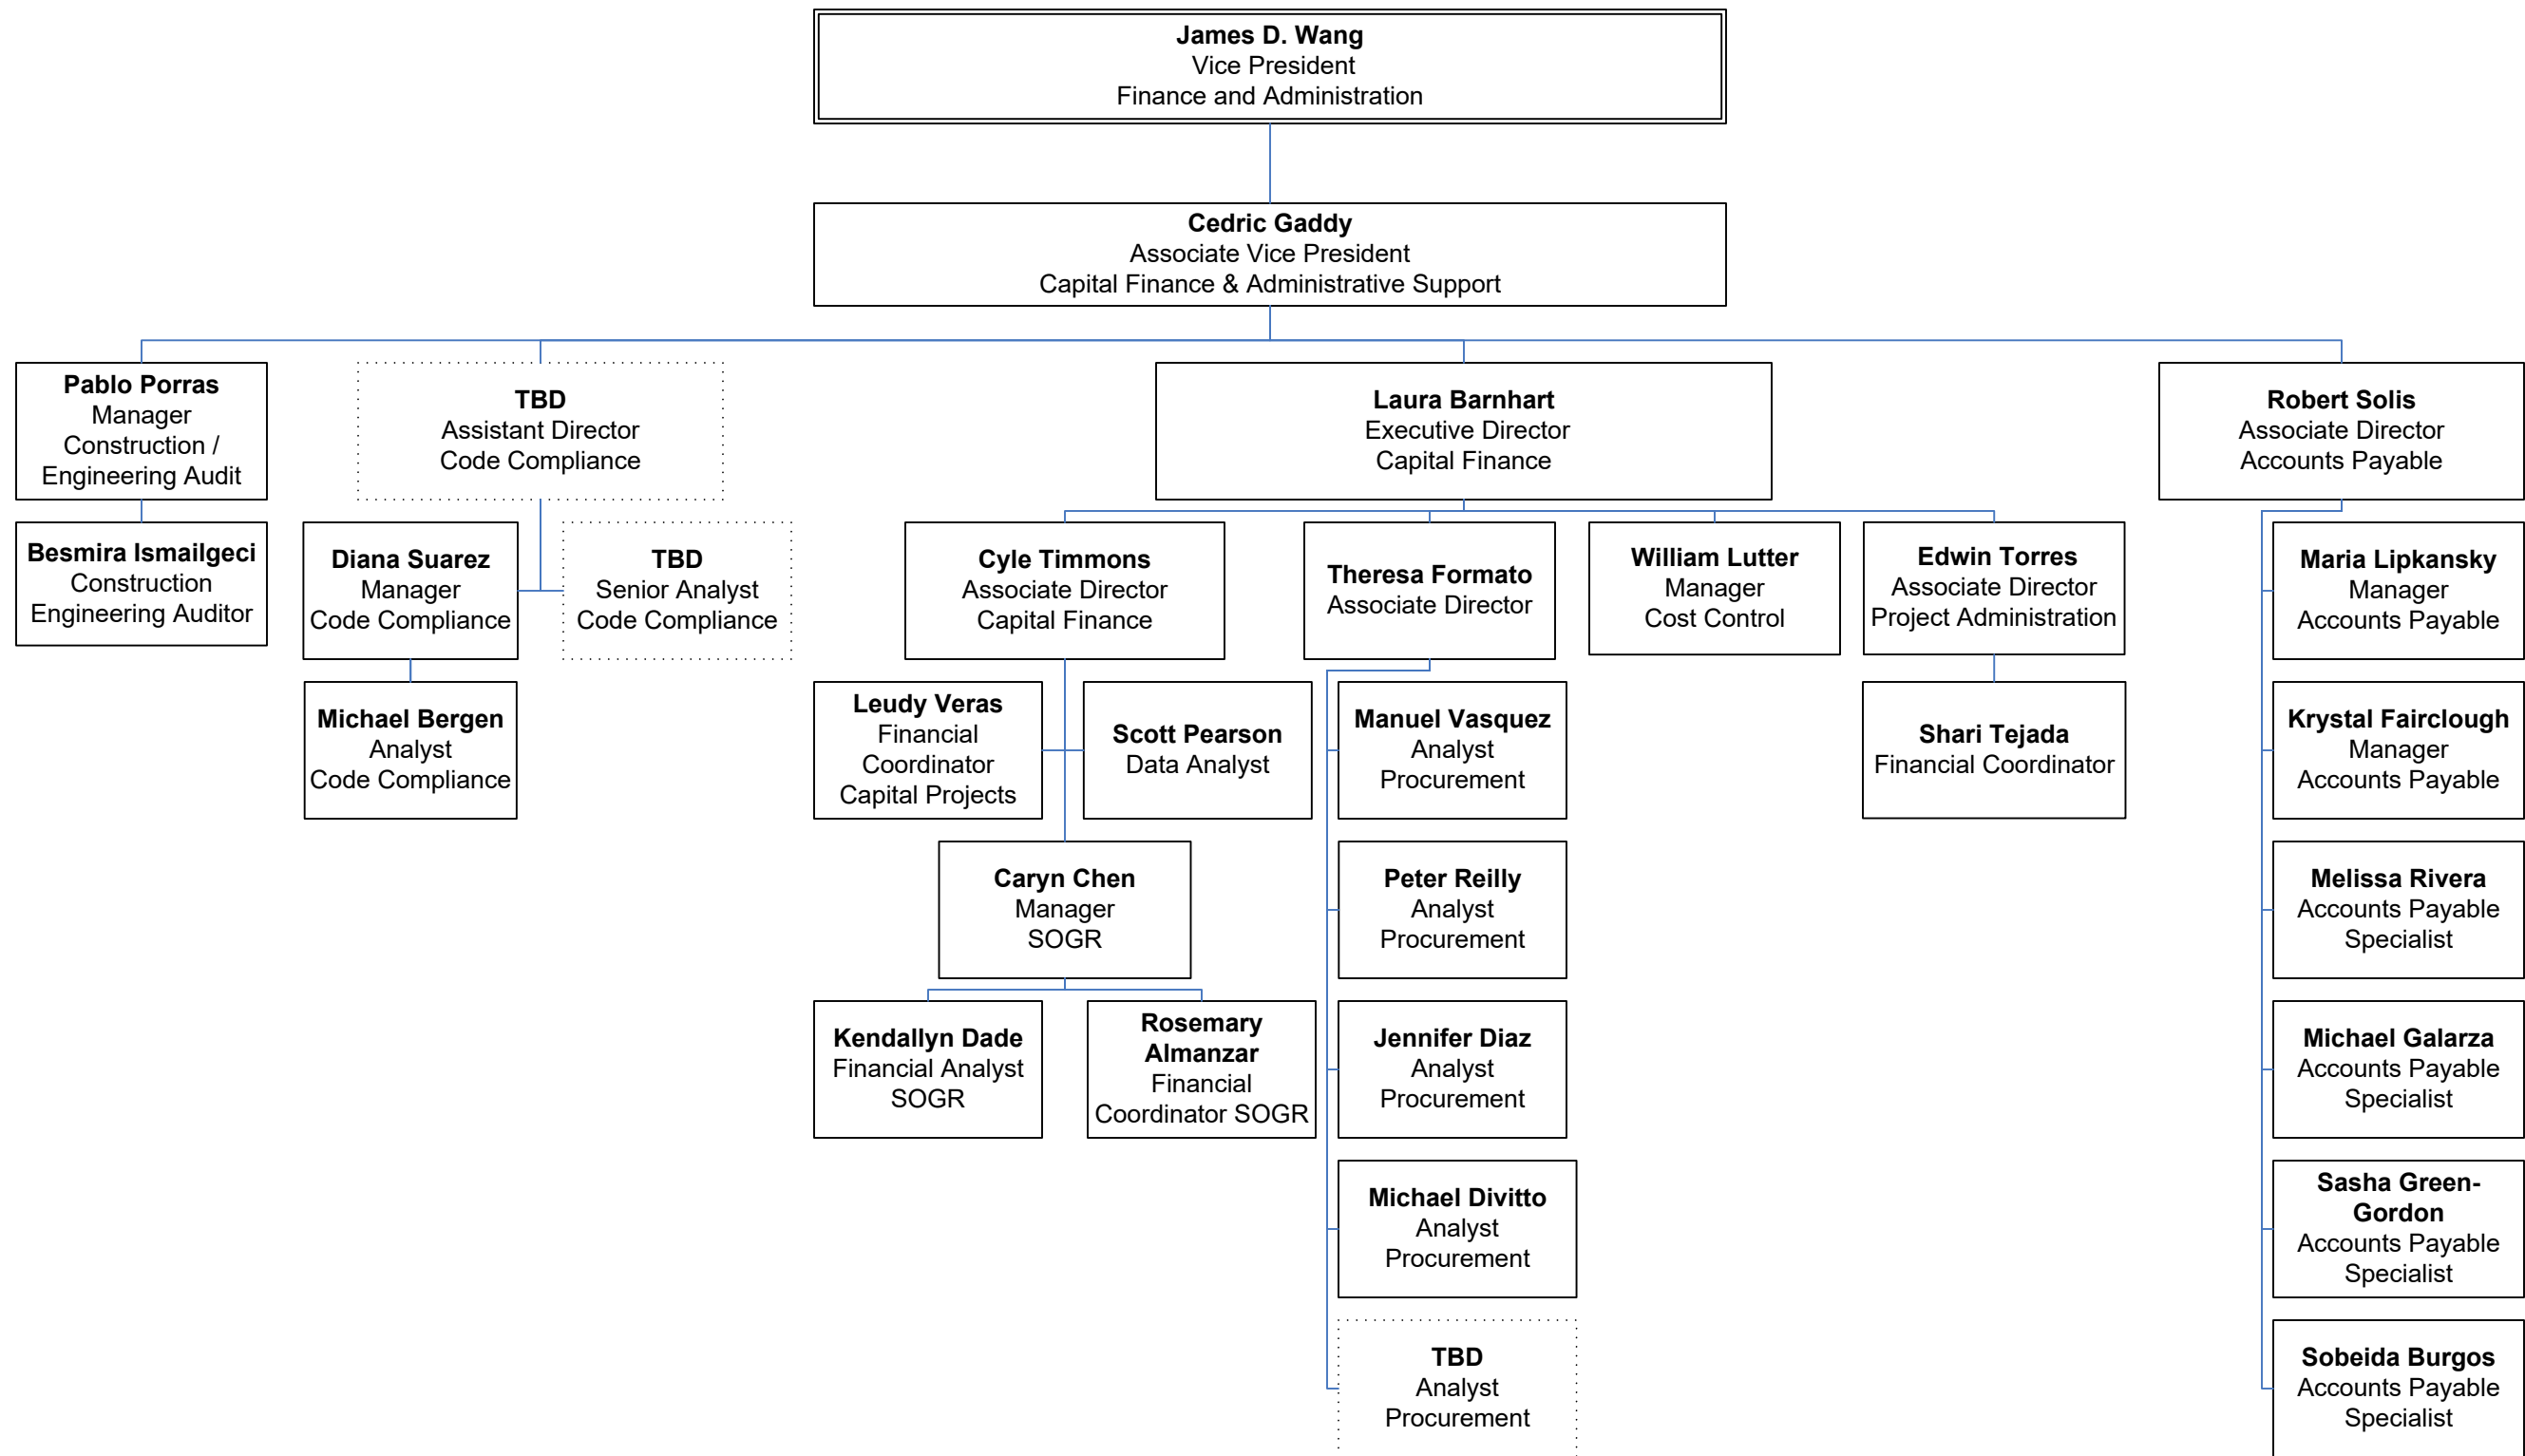 James D. Wang
Vice President
Finance and Administration
Cedric Gaddy
Associate Vice President
Capital Finance & Administrative Support
Pablo Porras
Manager
Construction /
Engineering Audit
TBD
Assistant Director
Code Compliance
Laura Barnhart
Executive Director
Capital Finance
Robert Solis
Associate Director
Accounts Payable
Besmira Ismailgeci
Construction
Engineering Auditor
Diana Suarez
Manager
Code Compliance
TBD
Senior Analyst
Code Compliance
Cyle Timmons
Associate Director
Capital Finance
Theresa Formato
Associate Director
William Lutter
Manager
Cost Control
Edwin Torres
Associate Director
Project Administration
Maria Lipkansky
Manager
Accounts Payable
Michael Bergen
Analyst
Code Compliance
Leudy Veras
Financial
Coordinator
Capital Projects
Scott Pearson
Data Analyst
Manuel Vasquez
Analyst
Procurement
Shari Tejada
Financial Coordinator
Krystal Fairclough
Manager
Accounts Payable
Caryn Chen
Manager
SOGR
Peter Reilly
Analyst
Procurement
Melissa Rivera
Accounts Payable
Specialist
Kendallyn Dade
Financial Analyst
SOGR
Rosemary
Almanzar
Financial
Coordinator SOGR
Jennifer Diaz
Analyst
Procurement
Michael Galarza
Accounts Payable
Specialist
Michael Divitto
Analyst
Procurement
Sasha Green-
Gordon
Accounts Payable
Specialist
TBD
Analyst
Procurement
Sobeida Burgos
Accounts Payable
Specialist